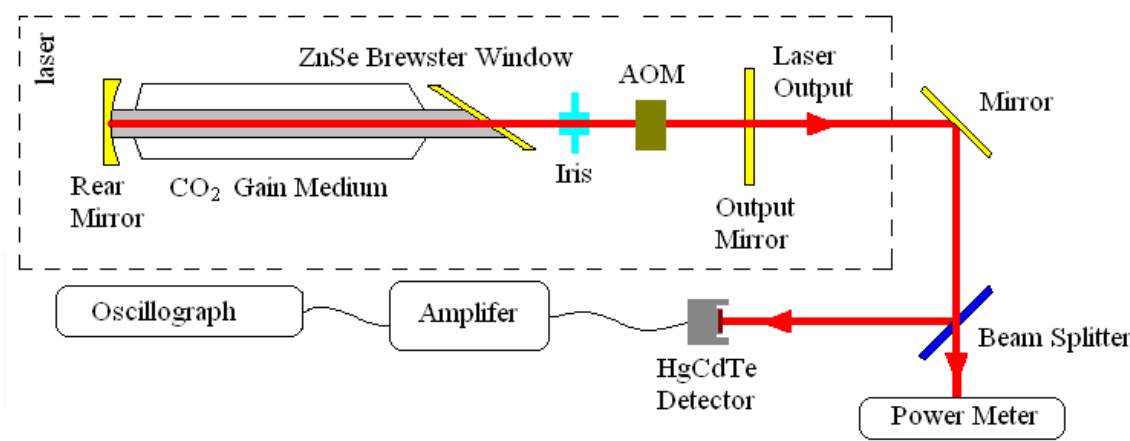 laser
ZnSe Brewster Window
AOM
Laser
Output
Mirror
Rear
Mirror
CO₂ Gain Medium
Iris
Output
Mirror
Oscillograph
Amplifer
HgCdTe
Detector
Beam Splitter
Power Meter